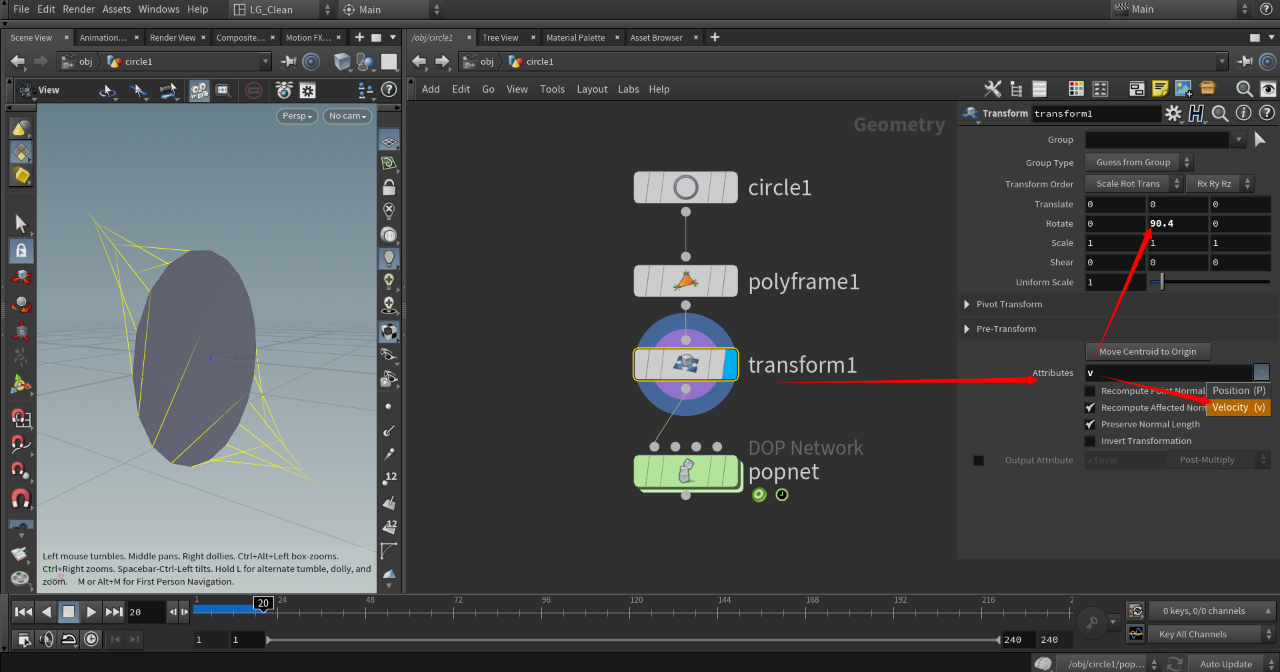 File Edit Render Assets Windows Help LG_Clean Main Main
Scene View Animation... Render View Composite... Motion FX... /obj/circle1 Tree View Material Palette Asset Browser
obj circle1 obj circle1
View Add Edit Go View Tools Layout Labs Help
Persp No cam
Geometry
Transform transform1
Group
Group Type Guess from Group
Transform Order Scale Rot Trans Rx Ry Rz
Translate 0 0 0
Rotate 0 90.4 0
Scale 1 1 1
Shear 0 0 0
Uniform Scale 1
Pivot Transform
Pre-Transform
Move Centroid to Origin
Attributes v
Recompute Point Normal Position (P)
Recompute Affected Norm Velocity (v)
Preserve Normal Length
Invert Transformation
Output Attribute xform Post-Multiply
circle1
polyframe1
transform1
DOP Network
popnet
12
12
Left mouse tumbles. Middle pans. Right dollies. Ctrl+Alt+Left box-zooms.
Ctrl+Right zooms. Spacebar-Ctrl-Left tilts. Hold L for alternate tumble, dolly, and
zoom. M or Alt+M for First Person Navigation.
20 1 20 24 48 72 96 120 144 168 192 216 2
0 keys, 0/0 channels
1 1 240 240 Key All Channels
/obj/circle1/pop... Auto Update